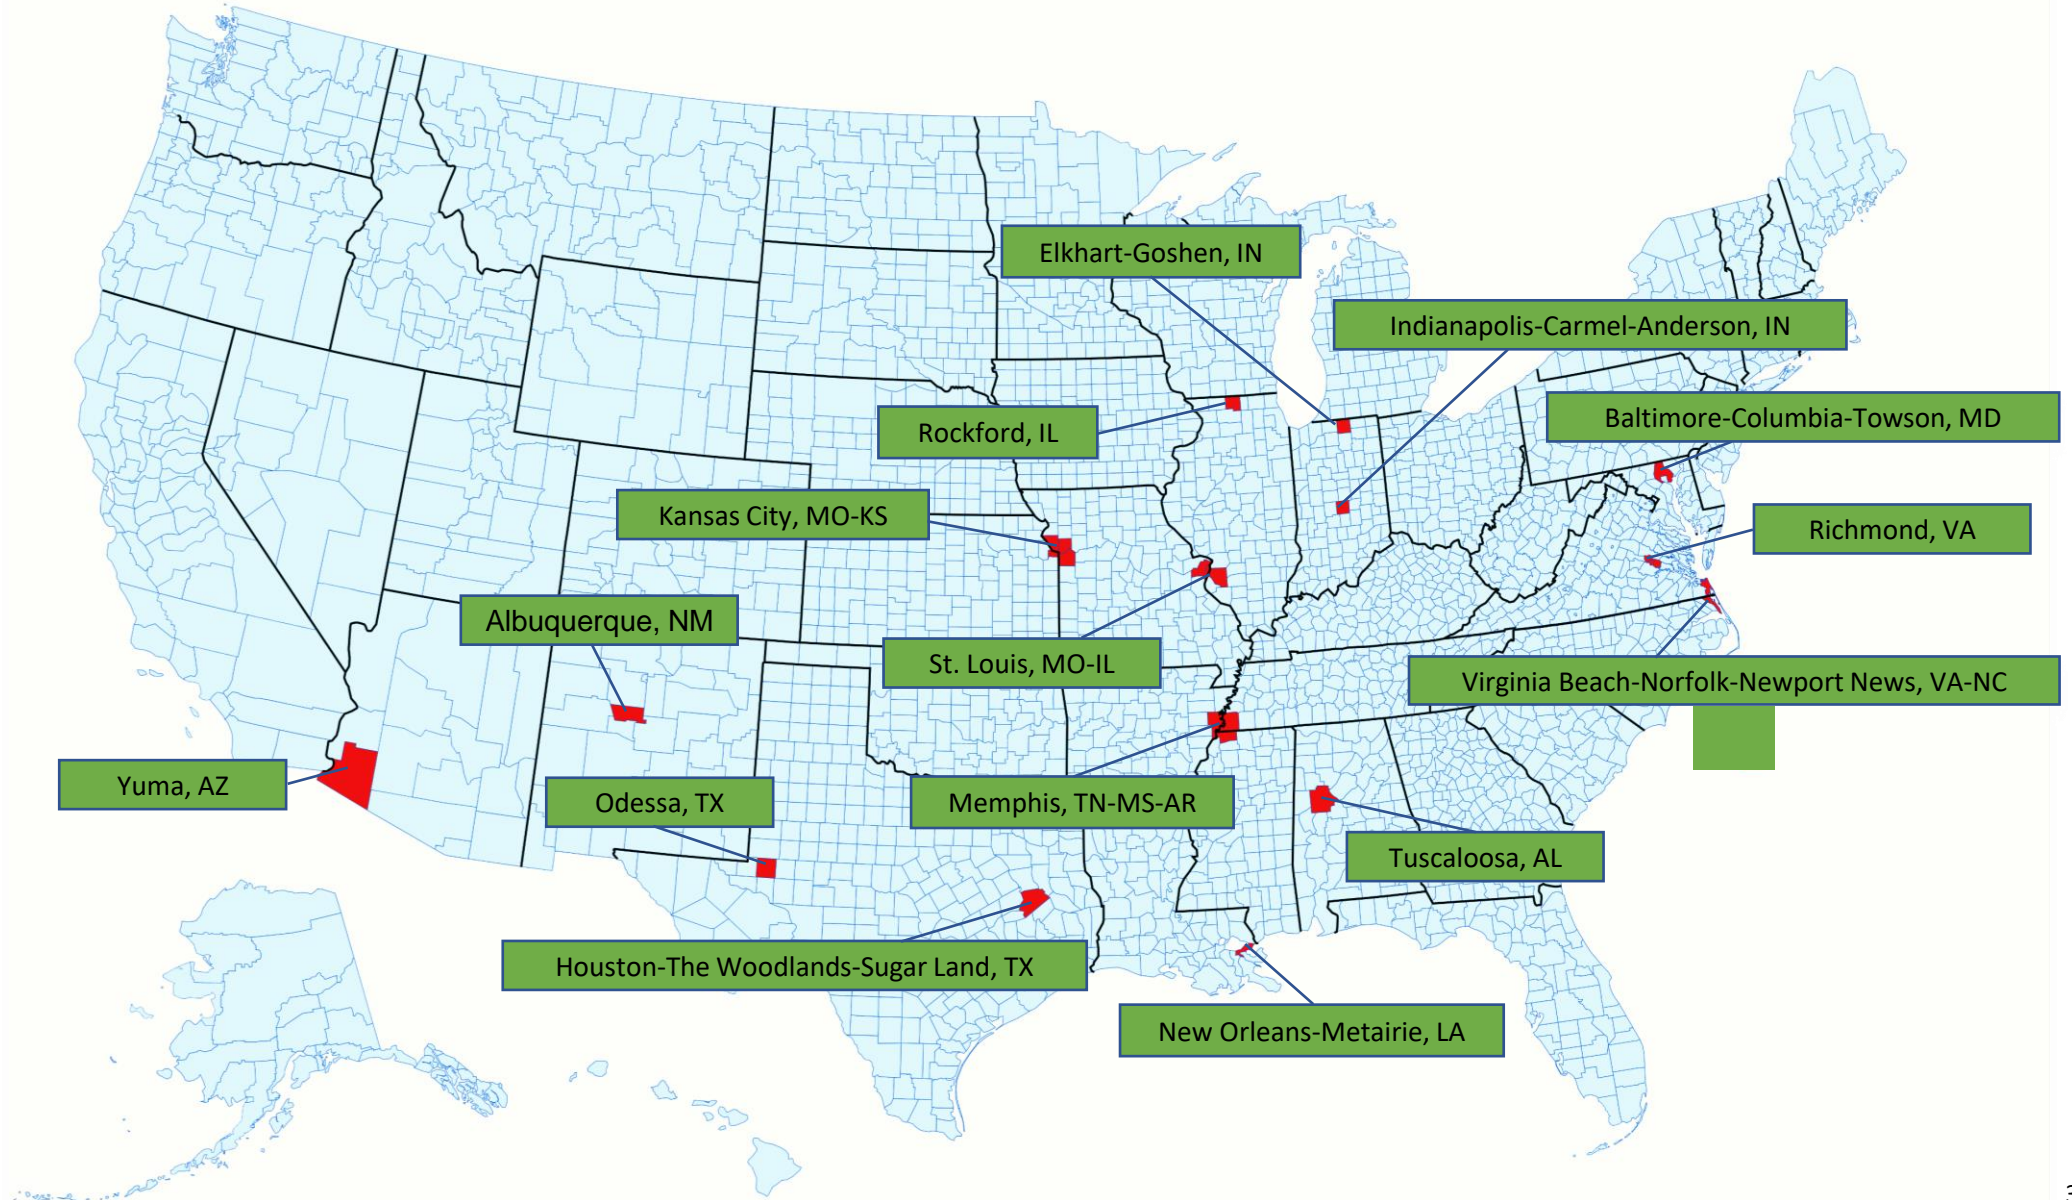 Elkhart-Goshen, IN
Indianapolis-Carmel-Anderson, IN
Baltimore-Columbia-Towson, MD
Rockford, IL
Kansas City, MO-KS
Richmond, VA
Albuquerque, NM
St. Louis, MO-IL
Virginia Beach-Norfolk-Newport News, VA-NC
Yuma, AZ
Odessa, TX
Memphis, TN-MS-AR
Tuscaloosa, AL
Houston-The Woodlands-Sugar Land, TX
New Orleans-Metairie, LA